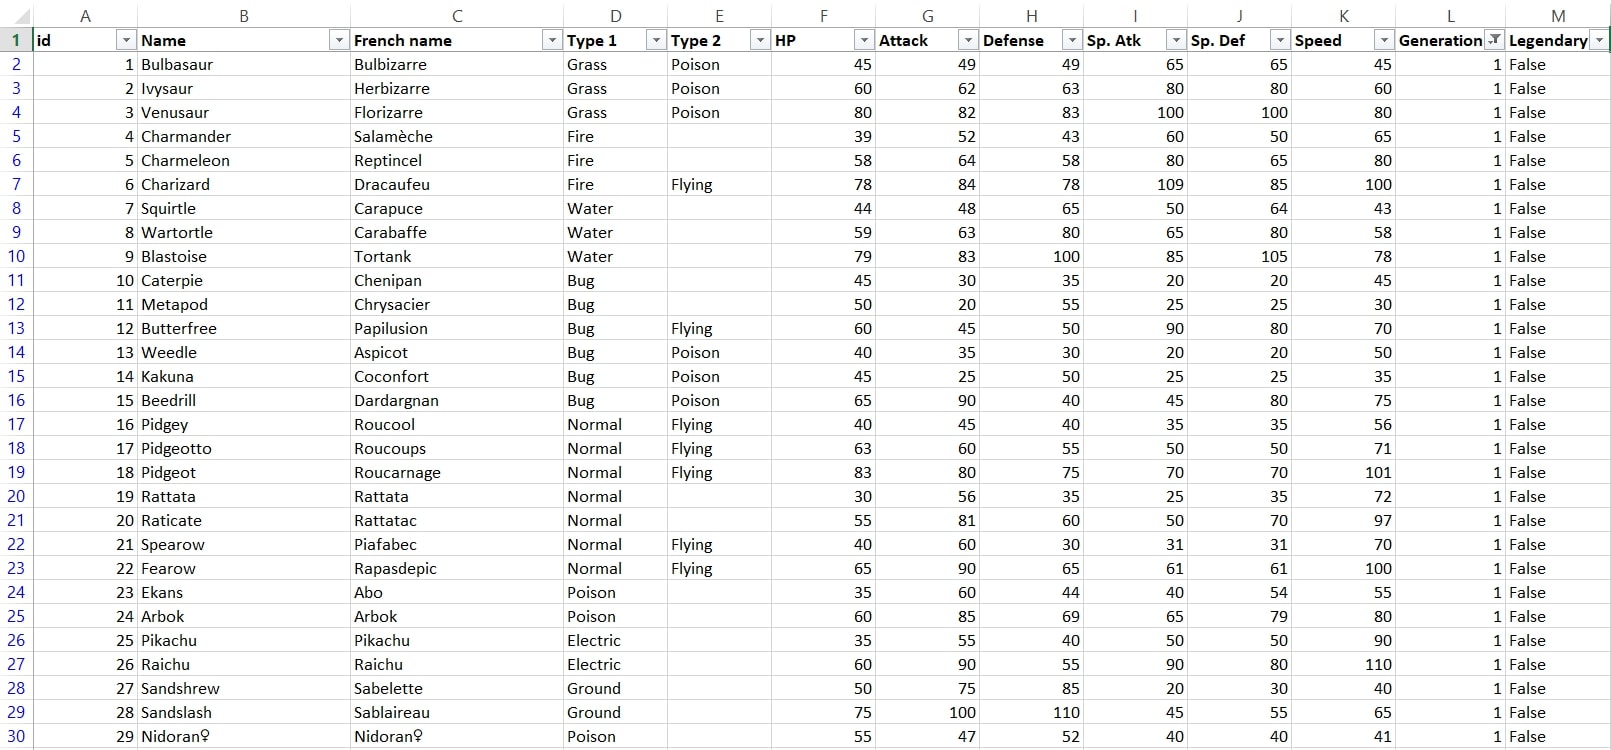 A B C D E F G H I J K L M
1 id Name French name Type 1 Type 2 HP Attack Defense Sp. Atk Sp. Def Speed Generation Legendary
2 1 Bulbasaur Bulbizarre Grass Poison 45 49 49 65 65 45 1 False
3 2 Ivysaur Herbizarre Grass Poison 60 62 63 80 80 60 1 False
4 3 Venusaur Florizarre Grass Poison 80 82 83 100 100 80 1 False
5 4 Charmander Salamèche Fire 39 52 43 60 50 65 1 False
6 5 Charmeleon Reptincel Fire 58 64 58 80 65 80 1 False
7 6 Charizard Dracaufeu Fire Flying 78 84 78 109 85 100 1 False
8 7 Squirtle Carapuce Water 44 48 65 50 64 43 1 False
9 8 Wartortle Carabaffe Water 59 63 80 65 80 58 1 False
10 9 Blastoise Tortank Water 79 83 100 85 105 78 1 False
11 10 Caterpie Chenipan Bug 45 30 35 20 20 45 1 False
12 11 Metapod Chrysacier Bug 50 20 55 25 25 30 1 False
13 12 Butterfree Papilusion Bug Flying 60 45 50 90 80 70 1 False
14 13 Weedle Aspicot Bug Poison 40 35 30 20 20 50 1 False
15 14 Kakuna Coconfort Bug Poison 45 25 50 25 25 35 1 False
16 15 Beedrill Dardargnan Bug Poison 65 90 40 45 80 75 1 False
17 16 Pidgey Roucool Normal Flying 40 45 40 35 35 56 1 False
18 17 Pidgeotto Roucoups Normal Flying 63 60 55 50 50 71 1 False
19 18 Pidgeot Roucarnage Normal Flying 83 80 75 70 70 101 1 False
20 19 Rattata Rattata Normal 30 56 35 25 35 72 1 False
21 20 Raticate Rattatac Normal 55 81 60 50 70 97 1 False
22 21 Spearow Piafabec Normal Flying 40 60 30 31 31 70 1 False
23 22 Fearow Rapasdepic Normal Flying 65 90 65 61 61 100 1 False
24 23 Ekans Abo Poison 35 60 44 40 54 55 1 False
25 24 Arbok Arbok Poison 60 85 69 65 79 80 1 False
26 25 Pikachu Pikachu Electric 35 55 40 50 50 90 1 False
27 26 Raichu Raichu Electric 60 90 55 90 80 110 1 False
28 27 Sandshrew Sabelette Ground 50 75 85 20 30 40 1 False
29 28 Sandslash Sablaireau Ground 75 100 110 45 55 65 1 False
30 29 Nidoran♀ Nidoran♀ Poison 55 47 52 40 40 41 1 False